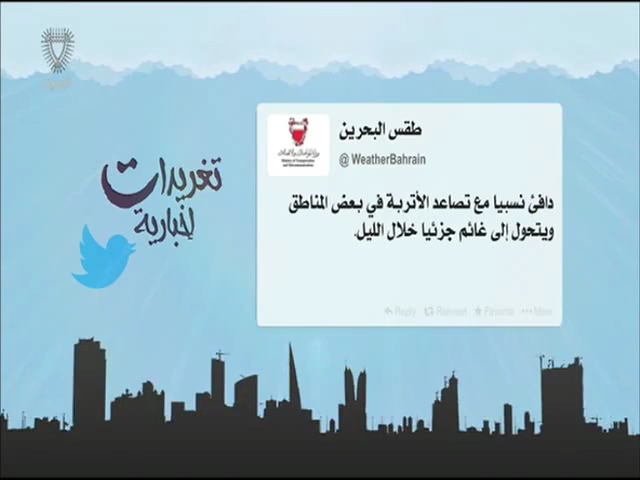 تغريدات
إخبارية
طقس البحرين
@WeatherBahrain
دافئ نسبيا مع تصاعد الأتربة في بعض المناطق
ويتحول إلى غائم جزئيا خلال الليل.
Reply Retweet Favorite More